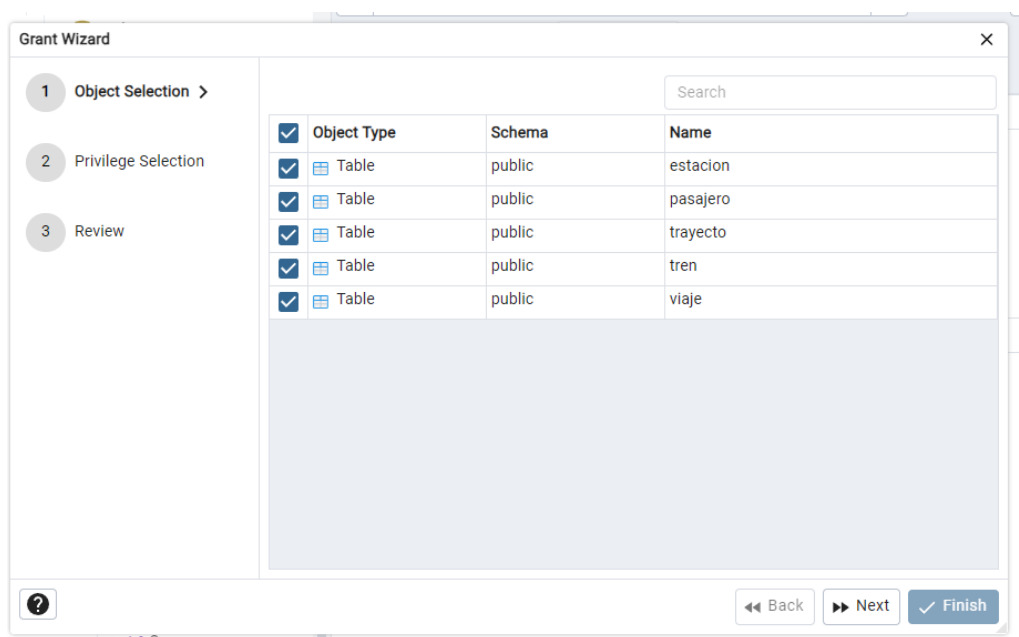 Grant Wizard
1 Object Selection
2 Privilege Selection
3 Review
Search
Object Type Schema Name
Table public estacion
Table public pasajero
Table public trayecto
Table public tren
Table public viaje
? Back Next Finish